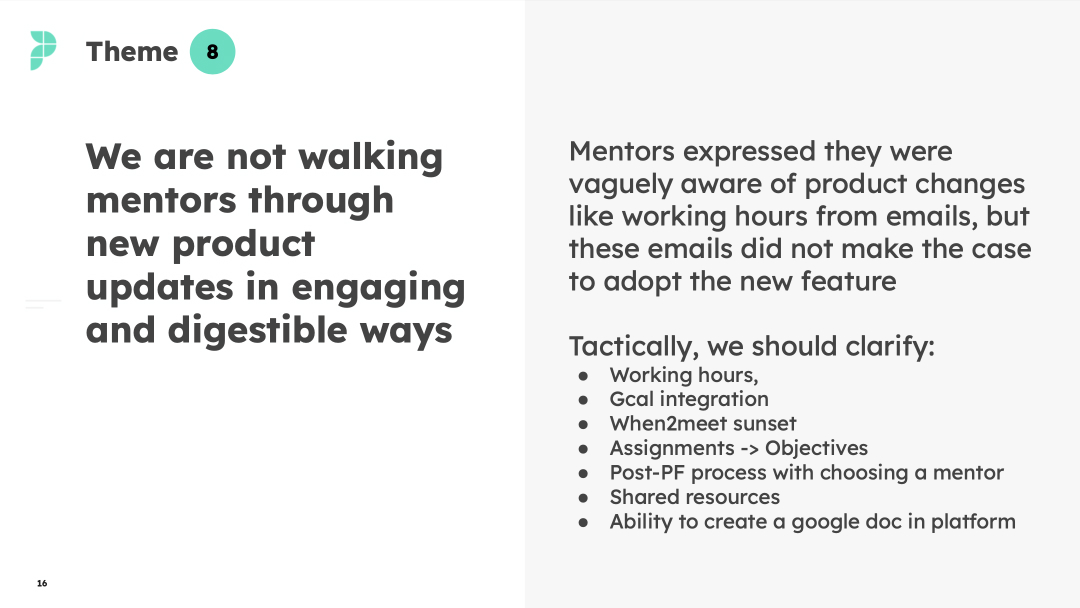 Theme 8
We are not walking
mentors through
new product
updates in engaging
and digestible ways
Mentors expressed they were
vaguely aware of product changes
like working hours from emails, but
these emails did not make the case
to adopt the new feature
Tactically, we should clarify:
● Working hours,
● Gcal integration
● When2meet sunset
● Assignments -> Objectives
● Post-PF process with choosing a mentor
● Shared resources
● Ability to create a google doc in platform
16